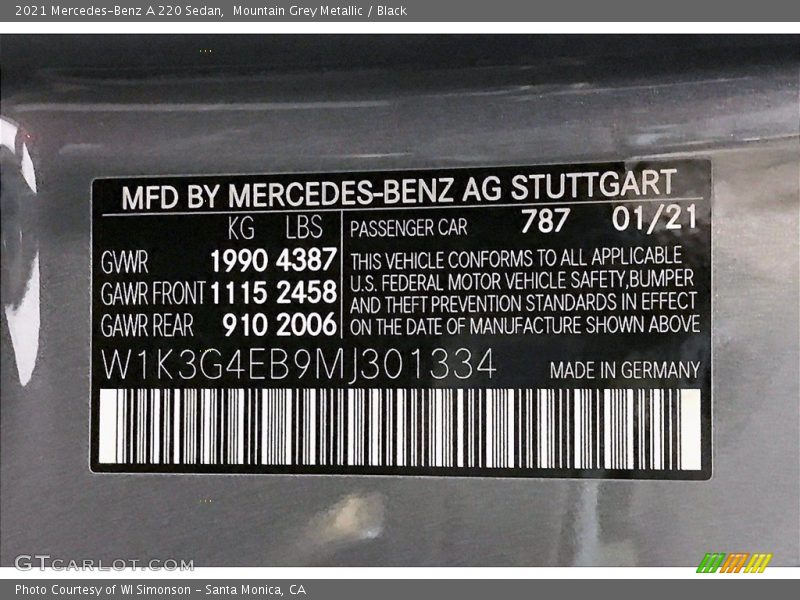 2021 Mercedes-Benz A 220 Sedan, Mountain Grey Metallic / Black
MFD BY MERCEDES-BENZ AG STUTTGART
KG LBS
GVWR 1990 4387
GAWR FRONT 1115 2458
GAWR REAR 910 2006
PASSENGER CAR 787 01/21
THIS VEHICLE CONFORMS TO ALL APPLICABLE
U.S. FEDERAL MOTOR VEHICLE SAFETY,BUMPER
AND THEFT PREVENTION STANDARDS IN EFFECT
ON THE DATE OF MANUFACTURE SHOWN ABOVE
W1K3G4EB9MJ301334
MADE IN GERMANY
GTCARLOT.COM
Photo Courtesy of WI Simonson - Santa Monica, CA